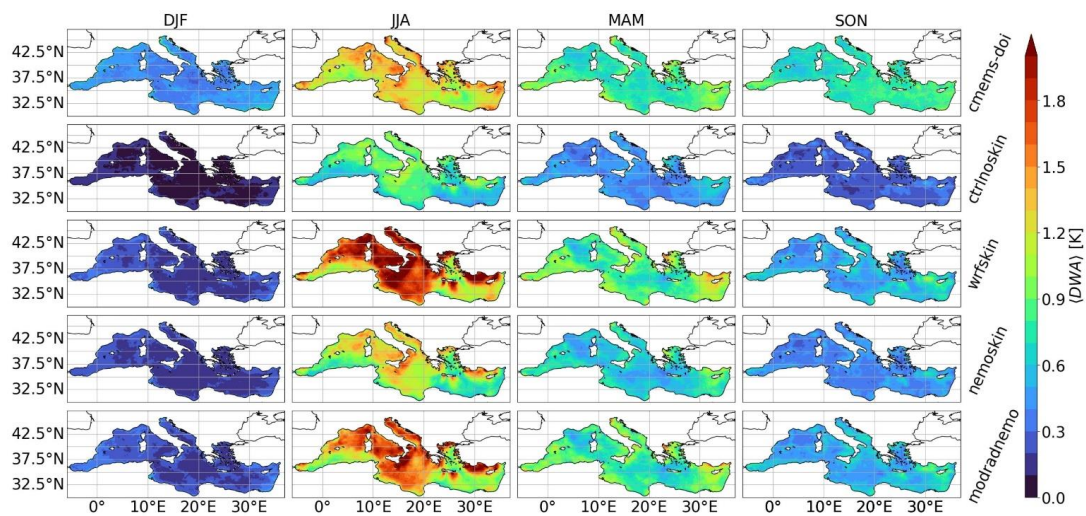 DJF JJA MAM SON
42.5°N
37.5°N
32.5°N
cmems-doi
42.5°N
37.5°N
32.5°N
ctrlnoskin
42.5°N
37.5°N
32.5°N
wrfskin
42.5°N
37.5°N
32.5°N
nemoskin
42.5°N
37.5°N
32.5°N
modradnemo
0° 10°E 20°E 30°E 0° 10°E 20°E 30°E 0° 10°E 20°E 30°E 0° 10°E 20°E 30°E
1.8
1.5
1.2
0.9
0.6
0.3
0.0
⟨DWA⟩ [K]